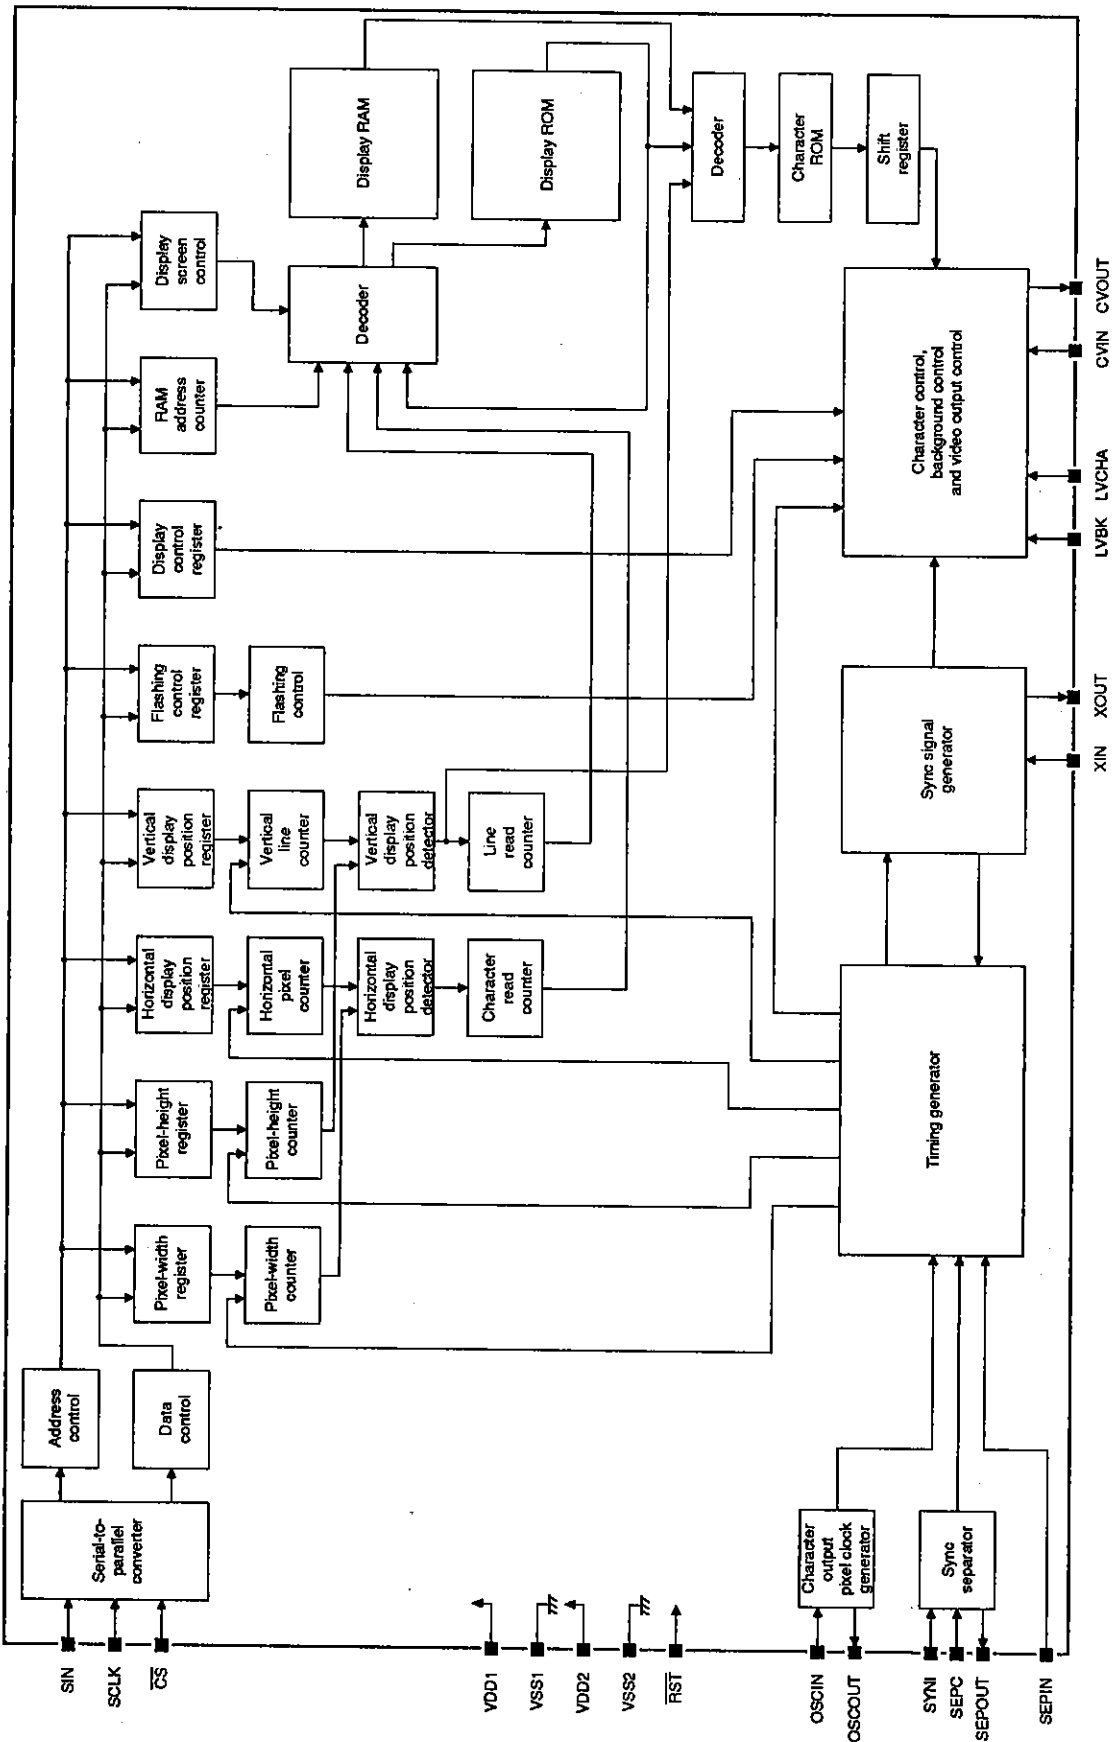 SIN
SCLK
CS
VDD1
VSS1
VDD2
VSS2
RST
OSCIN
OSCOUT
SYNI
SEPC
SEPOUT
SEPIN
Serial-to-
parallel
converter
Address
control
Data
control
Character
output
pixel clock
generator
Sync
separator
Pixel-width
register
Pixel-width
counter
Pixel-height
register
Pixel-height
counter
Horizontal
display
position
register
Horizontal
pixel
counter
Horizontal
display
position
detector
Character
read
counter
Timing generator
Vertical
display
position
register
Vertical
line
counter
Vertical
display
position
detector
Line
read
counter
Sync signal
generator
XIN
XOUT
Flashing
control
register
Flashing
control
Display
control
register
RAM
address
counter
Display
screen
control
Decoder
Display RAM
Display ROM
Decoder
Character
ROM
Shift
register
Character control,
background control
and video output control
LVBK
LVCHA
CVIN
CVOUT